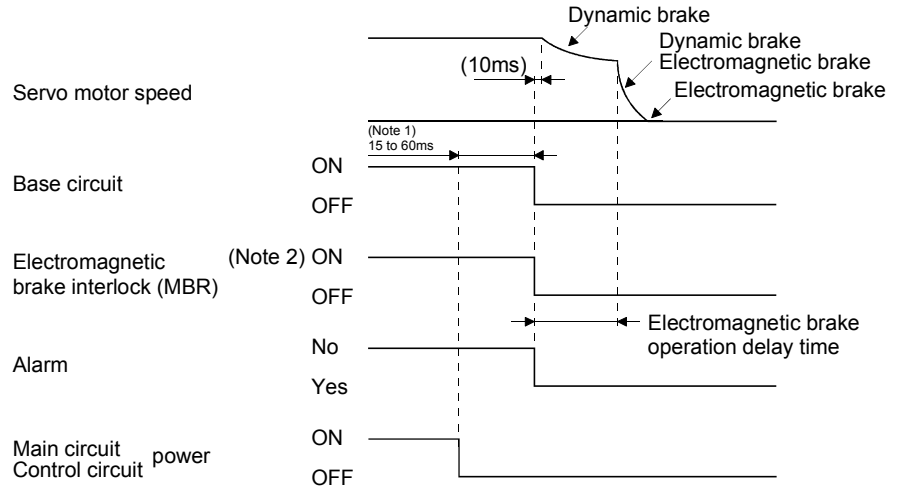 Dynamic brake
Dynamic brake
Electromagnetic brake
(10ms)
Electromagnetic brake
Servo motor speed
(Note 1)
15 to 60ms
ON
Base circuit
OFF
(Note 2) ON
Electromagnetic
brake interlock (MBR)
OFF
Electromagnetic brake
operation delay time
No
Alarm
Yes
ON
Main circuit
Control circuit power
OFF